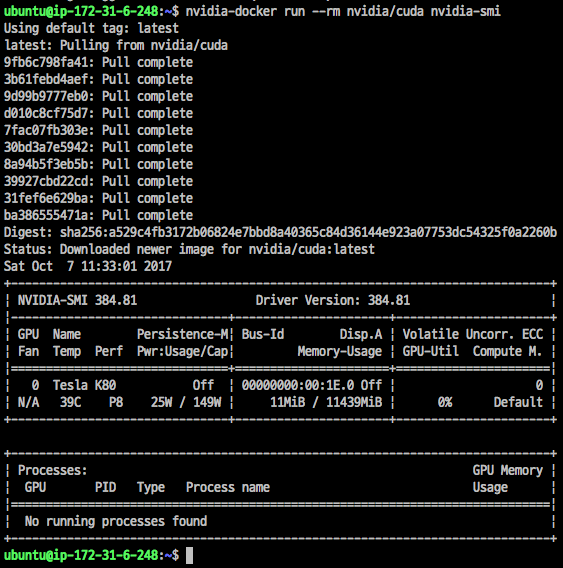 ubuntu@ip-172-31-6-248:~$ nvidia-docker run --rm nvidia/cuda nvidia-smi
Using default tag: latest
latest: Pulling from nvidia/cuda
9fb6c798fa41: Pull complete
3b61febd4aef: Pull complete
9d99b9777eb0: Pull complete
d010c8cf75d7: Pull complete
7fac07fb303e: Pull complete
30bd3a7e5942: Pull complete
8a94b5f3eb5b: Pull complete
39927cbd22cd: Pull complete
31fef6e629ba: Pull complete
ba386555471a: Pull complete
Digest: sha256:a529c4fb3172b06824e7bbd8a40365c84d36144e923a07753dc54325f0a2260b
Status: Downloaded newer image for nvidia/cuda:latest
Sat Oct  7 11:33:01 2017
+-----------------------------------------------------------------------------+
| NVIDIA-SMI 384.81                 Driver Version: 384.81                    |
|-------------------------------+----------------------+----------------------+
| GPU  Name        Persistence-M| Bus-Id        Disp.A | Volatile Uncorr. ECC |
| Fan  Temp  Perf  Pwr:Usage/Cap|         Memory-Usage | GPU-Util  Compute M. |
|===============================+======================+======================|
|   0  Tesla K80           Off  | 00000000:00:1E.0 Off |                    0 |
| N/A   39C    P8    25W / 149W |     11MiB / 11439MiB |      0%      Default |
+-------------------------------+----------------------+----------------------+
+-----------------------------------------------------------------------------+
| Processes:                                                       GPU Memory |
|  GPU       PID   Type   Process name                             Usage      |
|=============================================================================|
|  No running processes found                                                 |
+-----------------------------------------------------------------------------+
ubuntu@ip-172-31-6-248:~$